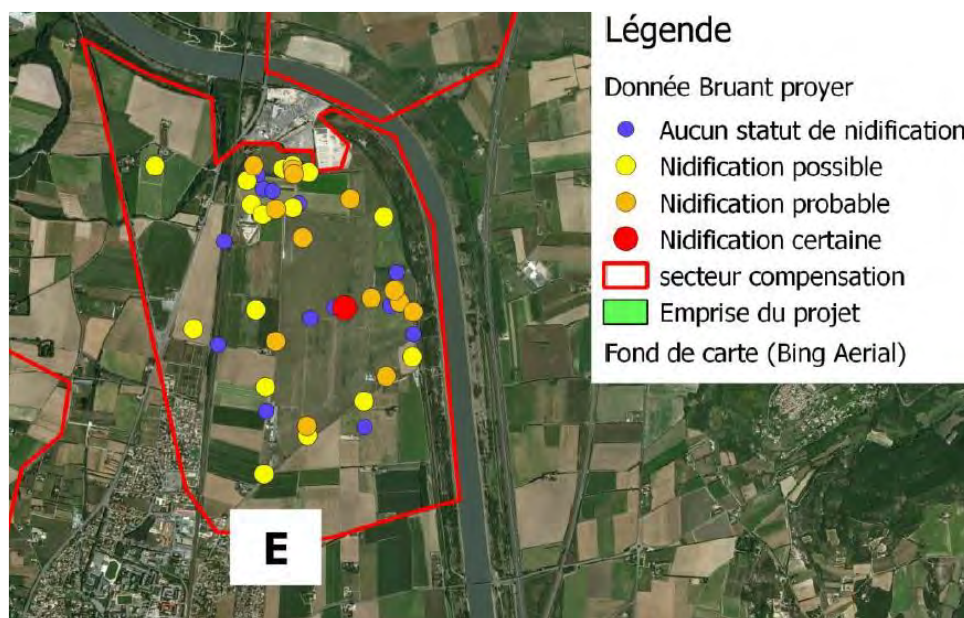 Légende
Donnée Bruant proyer
Aucun statut de nidification
Nidification possible
Nidification probable
Nidification certaine
secteur compensation
Emprise du projet
Fond de carte (Bing Aerial)
E